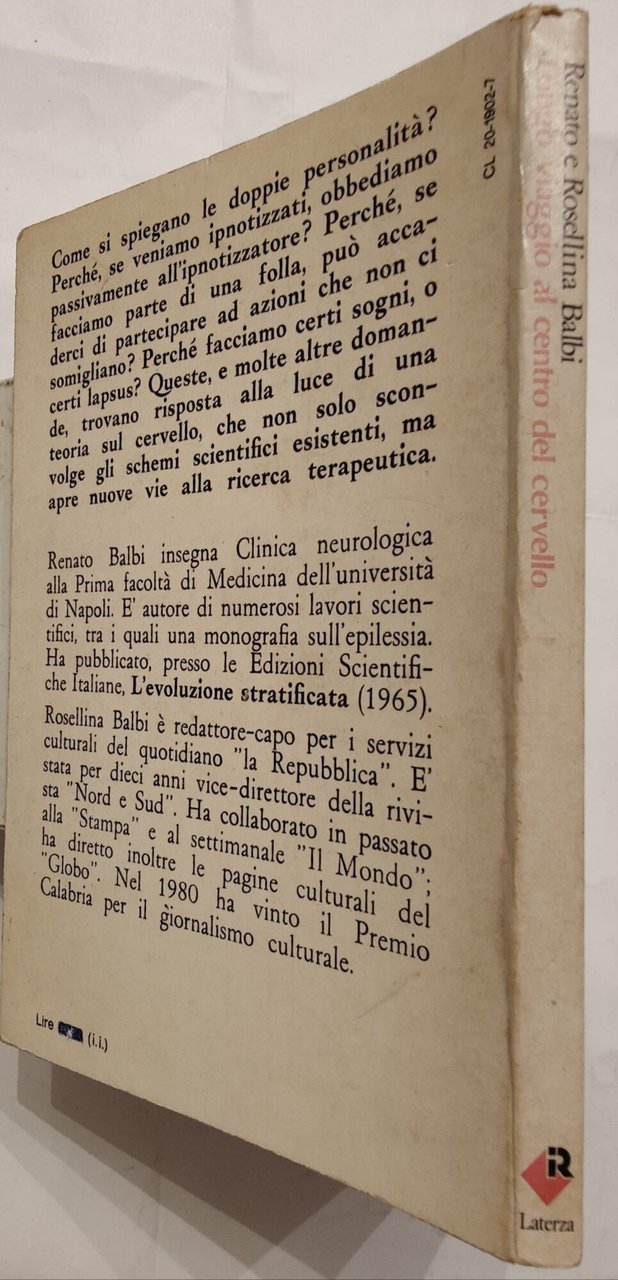 Come si spiegano le doppie personalità?
Perché, se veniamo ipnotizzati, obbediamo
passivamente all'ipnotizzatore? Perché, se
facciamo parte di una folla, può acca-
derci di partecipare ad azioni che non ci
somigliano? Perché facciamo certi sogni, o
certi lapsus? Queste, e molte altre doman-
de, trovano risposta alla luce di una
teoria sul cervello, che non solo scon-
volge gli schemi scientifici esistenti, ma
apre nuove vie alla ricerca terapeutica.
Renato Balbi insegna Clinica neurologica
alla Prima facoltà di Medicina dell'università
di Napoli. E' autore di numerosi lavori scien-
tifici, tra i quali una monografia sull'epilessia.
Ha pubblicato, presso le Edizioni Scientifi-
che Italiane, L'evoluzione stratificata (1965).
Rosellina Balbi è redattore-capo per i servizi
culturali del quotidiano "la Repubblica". E'
stata per dieci anni vice-direttore della rivi-
sta "Nord e Sud". Ha collaborato in passato
alla "Stampa" e al settimanale "Il Mondo";
ha diretto inoltre le pagine culturali del
"Globo". Nel 1980 ha vinto il Premio
Calabria per il giornalismo culturale.
Lire (i.i.)
CL 20-1902-7
Renato e Rosellina Balbi
Lungo viaggio al centro del cervello
Laterza